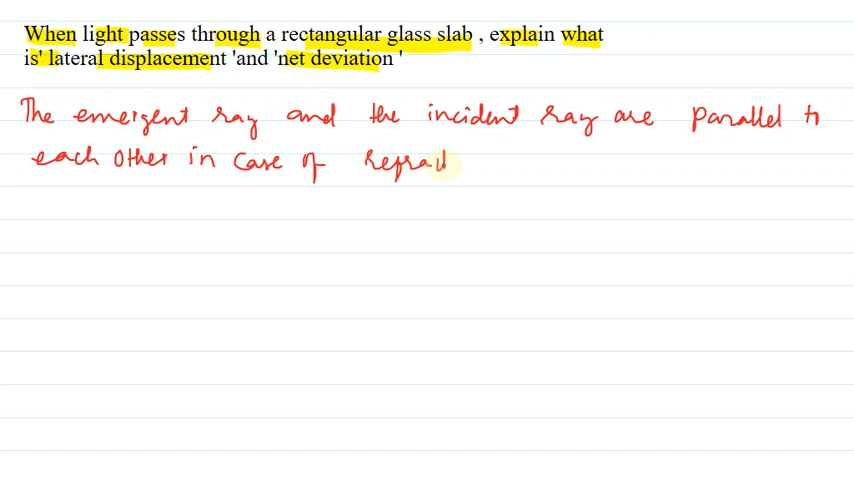 When light passes through a rectangular glass slab , explain what
is' lateral displacement 'and 'net deviation '
The emergent ray and the incident ray are parallel to
each other in case of refra